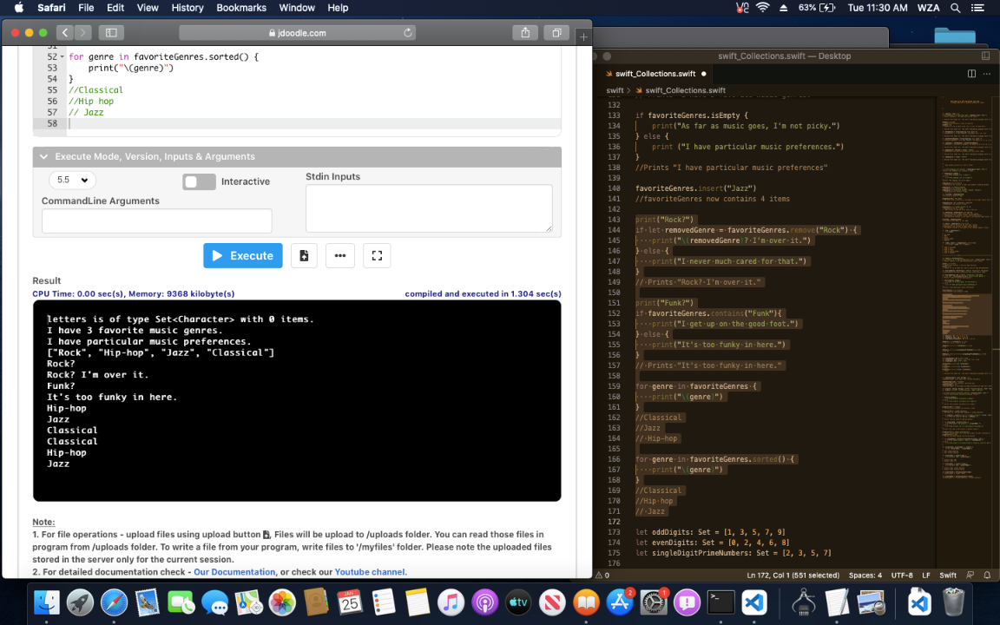 Safari File Edit View History Bookmarks Window Help 63% Tue 11:30 AM WZA
jdoodle.com
51
52 for genre in favoriteGenres.sorted() {
53 print("\(genre)")
54 }
55 //Classical
56 //Hip hop
57 // Jazz
58
Execute Mode, Version, Inputs & Arguments
5.5 Interactive Stdin Inputs
CommandLine Arguments
Execute
Result
CPU Time: 0.00 sec(s), Memory: 9368 kilobyte(s) compiled and executed in 1.304 sec(s)
letters is of type Set<Character> with 0 items.
I have 3 favorite music genres.
I have particular music preferences.
["Rock", "Hip-hop", "Jazz", "Classical"]
Rock?
Rock? I'm over it.
Funk?
It's too funky in here.
Hip-hop
Jazz
Classical
Classical
Hip-hop
Jazz
Note:
1. For file operations - upload files using upload button , Files will upload to /uploads folder. You can read those files in
program from /uploads folder. To write a file from your program, write files to '/myfiles' folder. Please note the uploaded files
stored in the server only for the current session.
2. For detailed documentation check - Our Documentation, or check our Youtube channel.
swift_Collections.swift — Desktop
swift_Collections.swift
swift > swift_Collections.swift
132
133 if favoriteGenres.isEmpty {
134 print("As far as music goes, I'm not picky.")
135 } else {
136 print ("I have particular music preferences.")
137 }
138 //Prints "I have particular music preferences"
139
140 favoriteGenres.insert("Jazz")
141 //favoriteGenres now contains 4 items
142
143 print("Rock?")
144 if let removedGenre = favoriteGenres.remove("Rock") {
145 print("\(removedGenre)? I'm over it.")
146 } else {
147 print("I never much cared for that.")
148 }
149 // Prints "Rock? I'm over it."
150
151 print("Funk?")
152 if favoriteGenres.contains("Funk"){
153 print("I get up on the good foot.")
154 } else {
155 print("It's too funky in here.")
156 }
157 // Prints "It's too funky in here."
158
159 for genre in favoriteGenres {
160 print("\(genre)")
161 }
162 //Classical
163 //Jazz
164 // Hip-hop
165
166 for genre in favoriteGenres.sorted() {
167 print("\(genre)")
168 }
169 //Classical
170 //Hip hop
171 // Jazz
172
173 let oddDigits: Set = [1, 3, 5, 7, 9]
174 let evenDigits: Set = [0, 2, 4, 6, 8]
175 let singleDigitPrimeNumbers: Set = [2, 3, 5, 7]
176
0 Ln 172, Col 1 (551 selected) Spaces: 4 UTF-8 LF Swift
JAN
25
tv
2
1